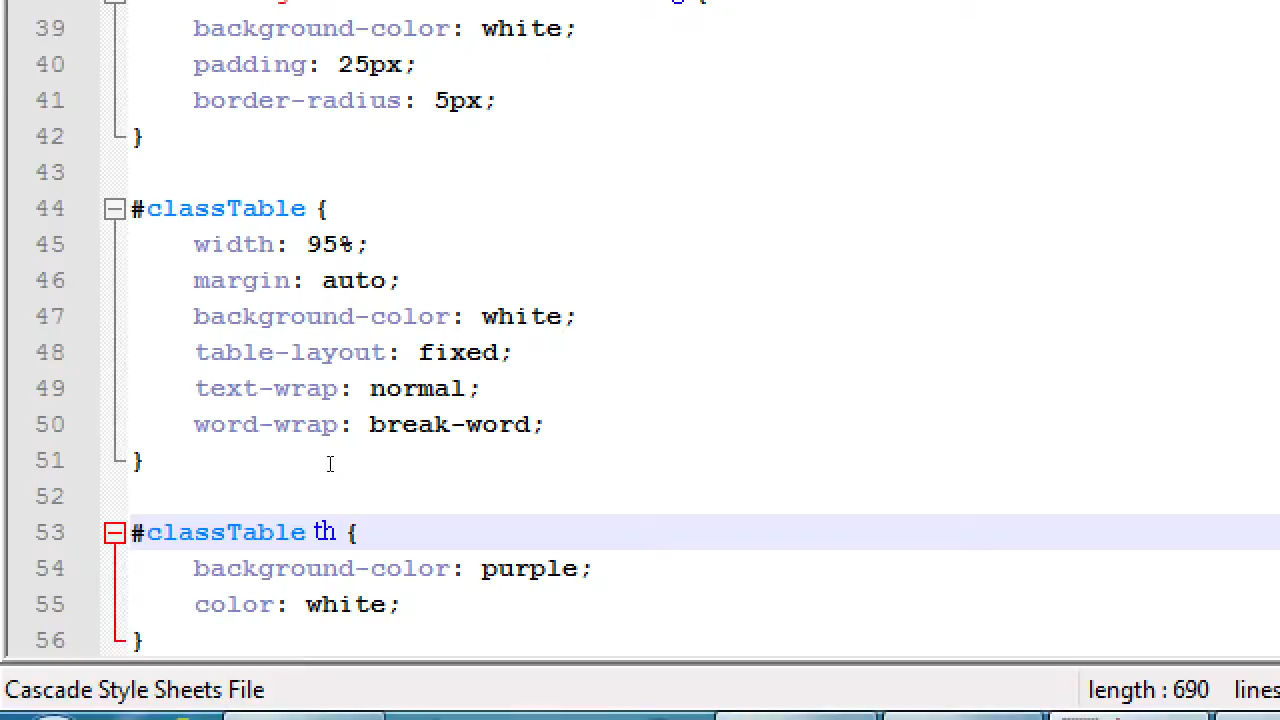 39 background-color: white;
40 padding: 25px;
41 border-radius: 5px;
42 }
43
44 #classTable {
45 width: 95%;
46 margin: auto;
47 background-color: white;
48 table-layout: fixed;
49 text-wrap: normal;
50 word-wrap: break-word;
51 }
52
53 #classTable th {
54 background-color: purple;
55 color: white;
56 }
Cascade Style Sheets File length : 690 lines